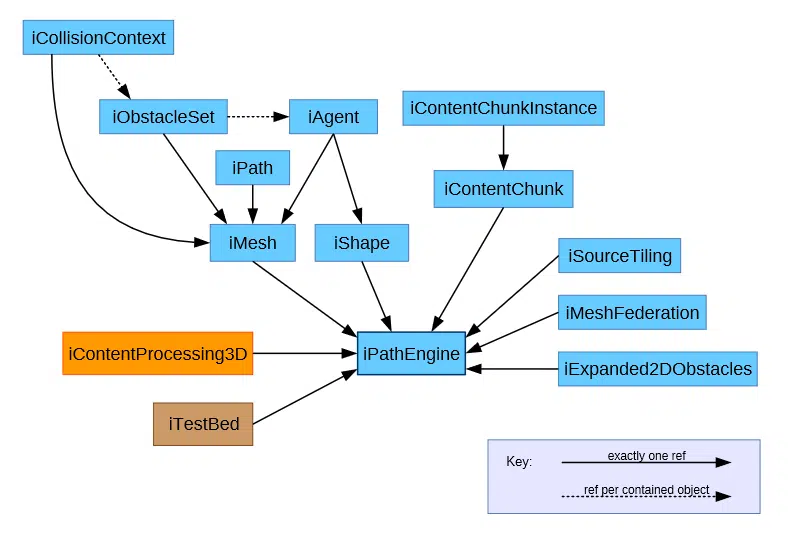 iCollisionContext
iObstacleSet
iAgent
iContentChunkInstance
iPath
iContentChunk
iMesh
iShape
iSourceTiling
iMeshFederation
iContentProcessing3D
iPathEngine
iExpanded2DObstacles
iTestBed
Key:
exactly one ref
ref per contained object